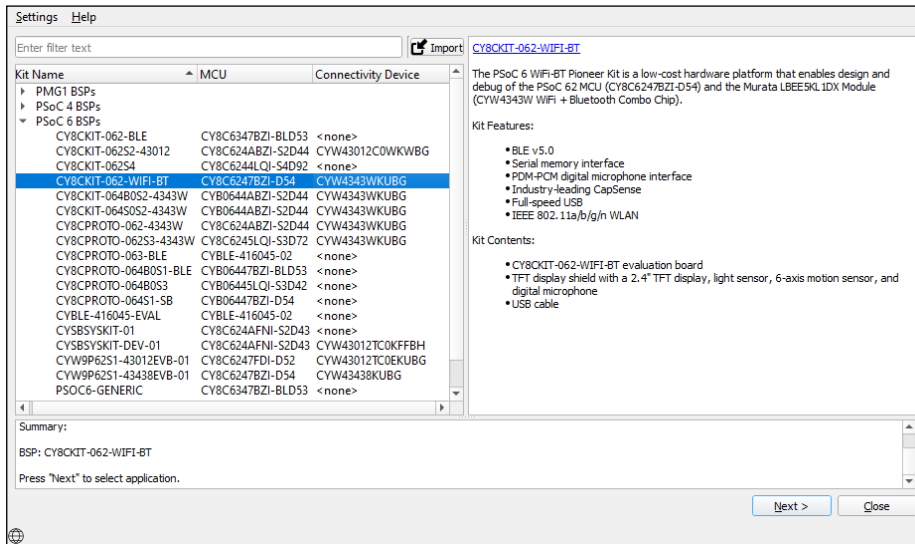 Settings Help
Enter filter text
Import
Kit Name MCU Connectivity Device
PMG1 BSPs
PSoC 4 BSPs
PSoC 6 BSPs
CY8CKIT-062-BLE CY8C6347BZI-BLD53 <none>
CY8CKIT-062S2-43012 CY8C624ABZI-S2D44 CYW43012C0WKWBG
CY8CKIT-062S4 CY8C6244LQI-S4D92 <none>
CY8CKIT-062-WIFI-BT CY8C6247BZI-D54 CYW4343WKUBG
CY8CKIT-064B0S2-4343W CYB0644ABZI-S2D44 CYW4343WKUBG
CY8CKIT-064S0S2-4343W CYB0644ABZI-S2D44 CYW4343WKUBG
CY8CPROTO-062-4343W CY8C624ABZI-S2D44 CYW4343WKUBG
CY8CPROTO-062S3-4343W CY8C6245LQI-S3D72 CYW4343WKUBG
CY8CPROTO-063-BLE CYBLE-416045-02 <none>
CY8CPROTO-064B0S1-BLE CYB06447BZI-BLD53 <none>
CY8CPROTO-064B0S3 CYB06445LQI-S3D42 <none>
CY8CPROTO-064S1-SB CYB06447BZI-D54 <none>
CYBLE-416045-EVAL CYBLE-416045-02 <none>
CYSBSYSKIT-01 CY8C624AFNI-S2D43 <none>
CYSBSYSKIT-DEV-01 CY8C624AFNI-S2D43 CYW43012TC0KFFBH
CYW9P62S1-43012EVB-01 CY8C6247FDI-D52 CYW43012TC0EKUBG
CYW9P62S1-43438EVB-01 CY8C6247BZI-D54 CYW43438KUBG
PSOC6-GENERIC CY8C6347BZI-BLD53 <none>
CY8CKIT-062-WIFI-BT
The PSoC 6 WiFi-BT Pioneer Kit is a low-cost hardware platform that enables design and
debug of the PSoC 62 MCU (CY8C6247BZI-D54) and the Murata LBEE5KL1DX Module
(CYW4343W WiFi + Bluetooth Combo Chip).
Kit Features:
• BLE v5.0
• Serial memory interface
• PDM-PCM digital microphone interface
• Industry-leading CapSense
• Full-speed USB
• IEEE 802.11a/b/g/n WLAN
Kit Contents:
• CY8CKIT-062-WIFI-BT evaluation board
• TFT display shield with a 2.4" TFT display, light sensor, 6-axis motion sensor, and
digital microphone
• USB cable
Summary:
BSP: CY8CKIT-062-WIFI-BT
Press "Next" to select application.
Next > Close